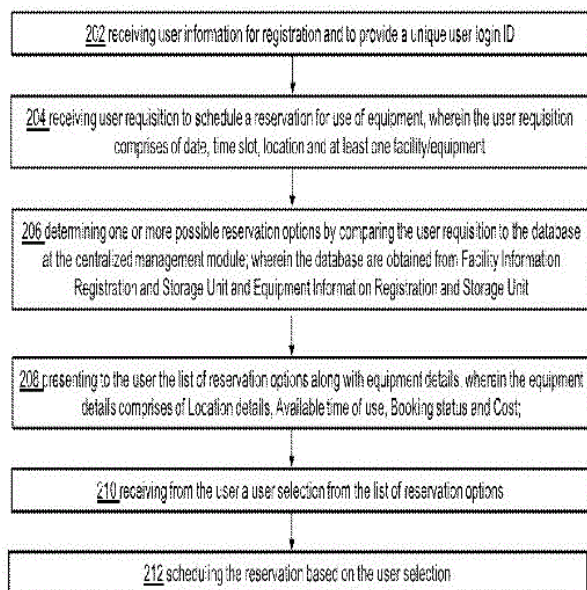 202 receiving user information for registration and to provide a unique user login ID
204 receiving user requisition to schedule a reservation for use of equipment, wherein the user requisition
comprises of date, time slot, location and at least one facility/equipment
206 determining one or more possible reservation options by comparing the user requisition to the database
at the centralized management module; wherein the database are obtained from Facility Information
Registration and Storage Unit and Equipment Information Registration and Storage Unit
208 presenting to the user the list of reservation options along with equipment details, wherein the equipment
details comprises of Location details, Available time of use, Booking status and Cost;
210 receiving from the user a user selection from the list of reservation options
212 scheduling the reservation based on the user selection